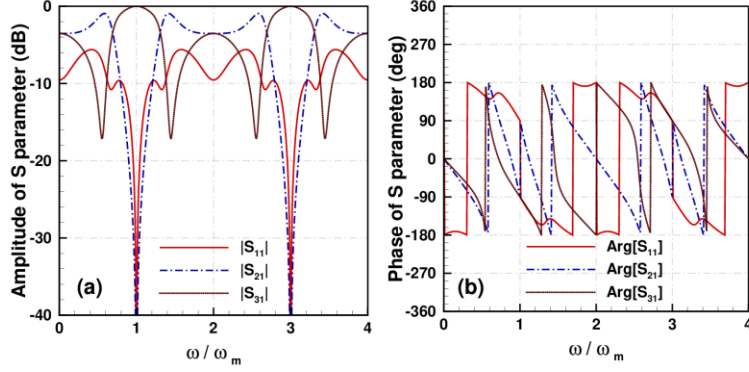 0
-10
-20
-30
-40
0 1 2 3 4
Amplitude of S parameter (dB)
|S11|
|S21|
|S31|
(a)
ω / ωm
360
270
180
90
0
-90
-180
-270
-360
0 1 2 3 4
Phase of S parameter (deg)
Arg[S11]
Arg[S21]
Arg[S31]
(b)
ω / ωm